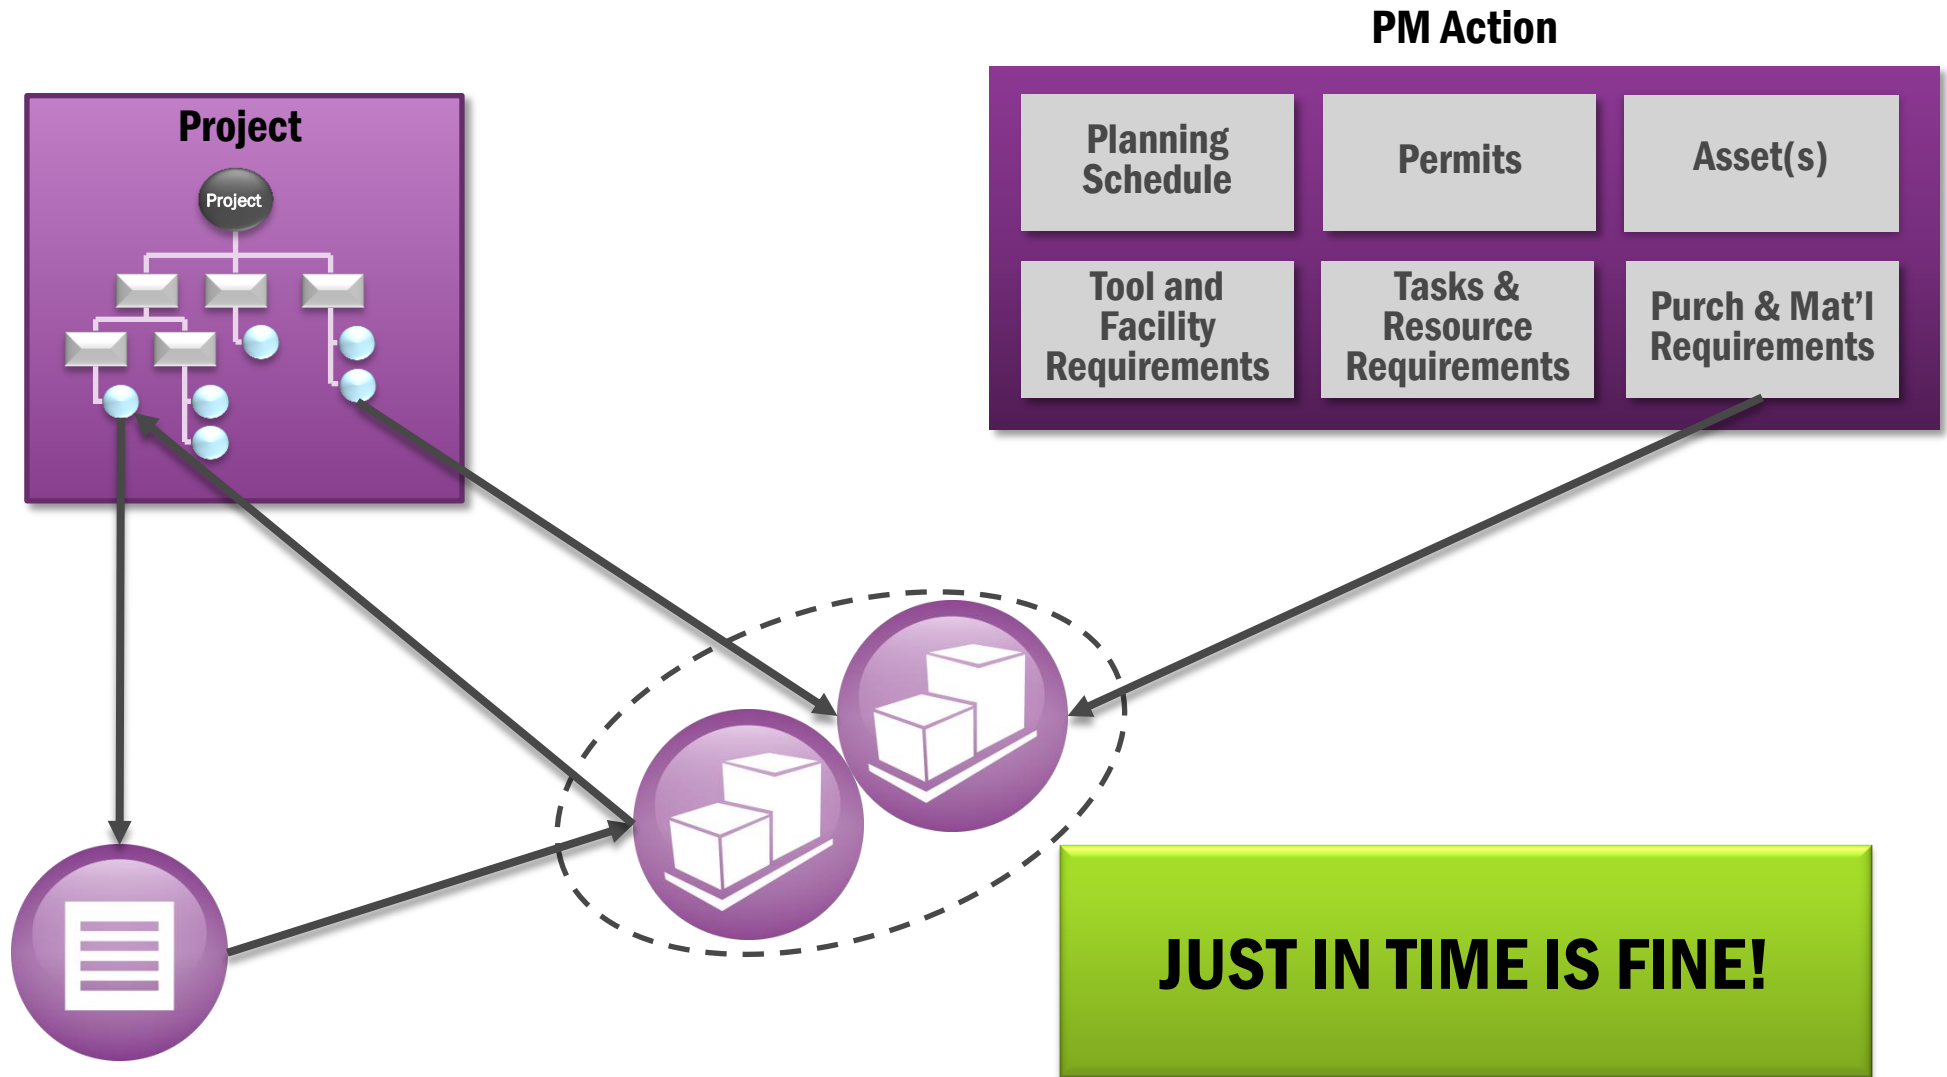 PM Action
Project
Project
Planning
Schedule
Permits
Asset(s)
Tool and
Facility
Requirements
Tasks &
Resource
Requirements
Purch & Mat’l
Requirements
JUST IN TIME IS FINE!